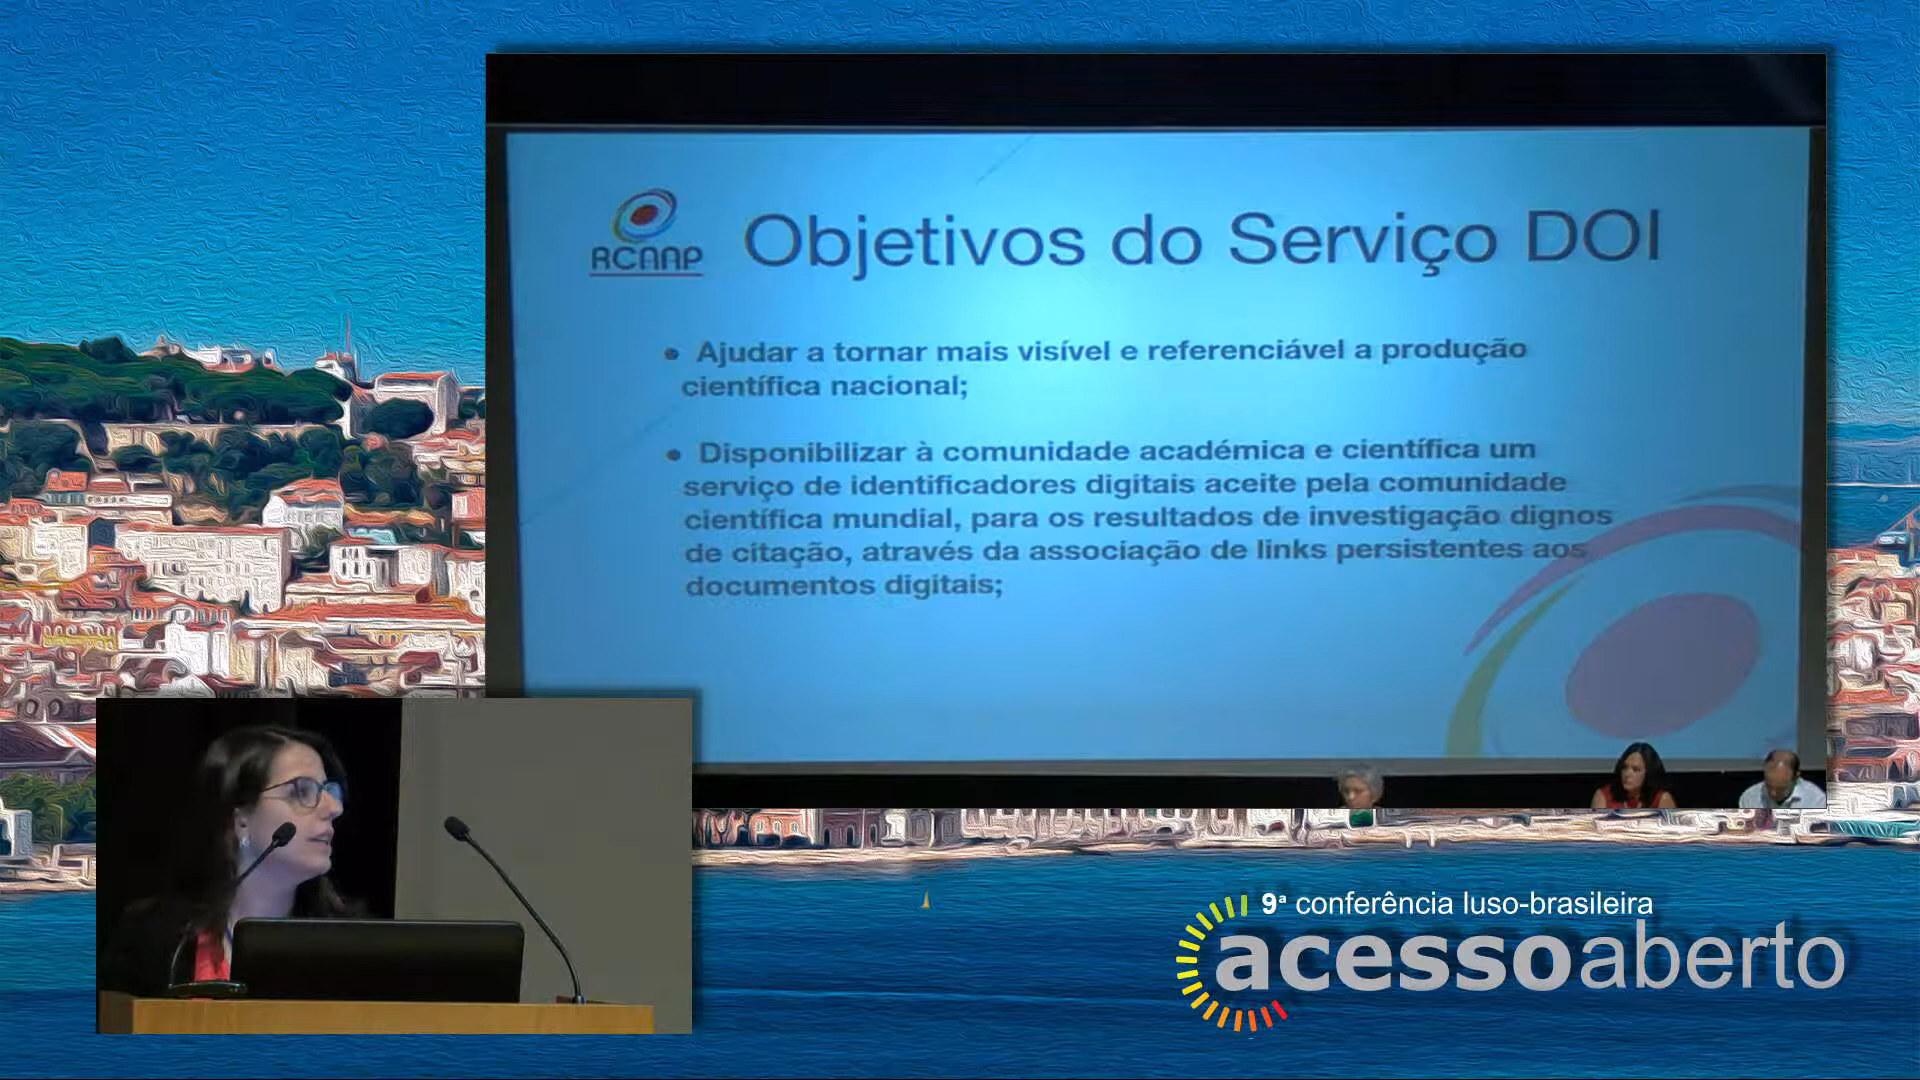 RCAAP
Objetivos do Serviço DOI
• Ajudar a tornar mais visível e referenciável a produção
científica nacional;
• Disponibilizar à comunidade académica e científica um
serviço de identificadores digitais aceite pela comunidade
científica mundial, para os resultados de investigação dignos
de citação, através da associação de links persistentes aos
documentos digitais;
9ª conferência luso-brasileira
acessoaberto